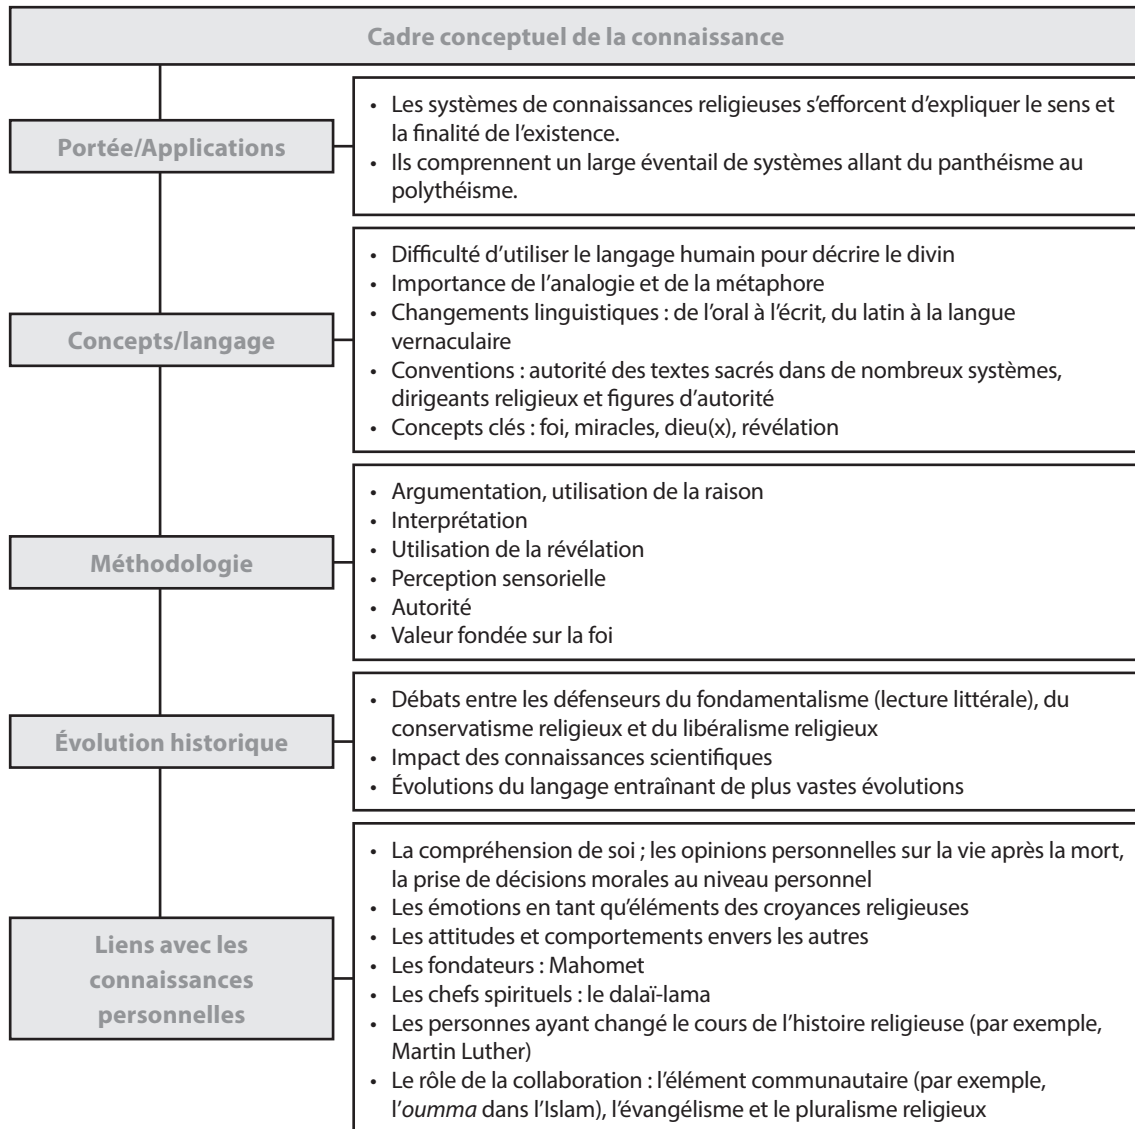 Cadre conceptuel de la connaissance
Portée/Applications
• Les systèmes de connaissances religieuses s'efforcent d'expliquer le sens et
la finalité de l'existence.
• Ils comprennent un large éventail de systèmes allant du panthéisme au
polythéisme.
Concepts/langage
• Difficulté d'utiliser le langage humain pour décrire le divin
• Importance de l'analogie et de la métaphore
• Changements linguistiques : de l'oral à l'écrit, du latin à la langue
vernaculaire
• Conventions : autorité des textes sacrés dans de nombreux systèmes,
dirigeants religieux et figures d'autorité
• Concepts clés : foi, miracles, dieu(x), révélation
Méthodologie
• Argumentation, utilisation de la raison
• Interprétation
• Utilisation de la révélation
• Perception sensorielle
• Autorité
• Valeur fondée sur la foi
Évolution historique
• Débats entre les défenseurs du fondamentalisme (lecture littérale), du
conservatisme religieux et du libéralisme religieux
• Impact des connaissances scientifiques
• Évolutions du langage entraînant de plus vastes évolutions
Liens avec les
connaissances
personnelles
• La compréhension de soi ; les opinions personnelles sur la vie après la mort,
la prise de décisions morales au niveau personnel
• Les émotions en tant qu'éléments des croyances religieuses
• Les attitudes et comportements envers les autres
• Les fondateurs : Mahomet
• Les chefs spirituels : le dalaï-lama
• Les personnes ayant changé le cours de l'histoire religieuse (par exemple,
Martin Luther)
• Le rôle de la collaboration : l'élément communautaire (par exemple,
l'oumma dans l'Islam), l'évangélisme et le pluralisme religieux